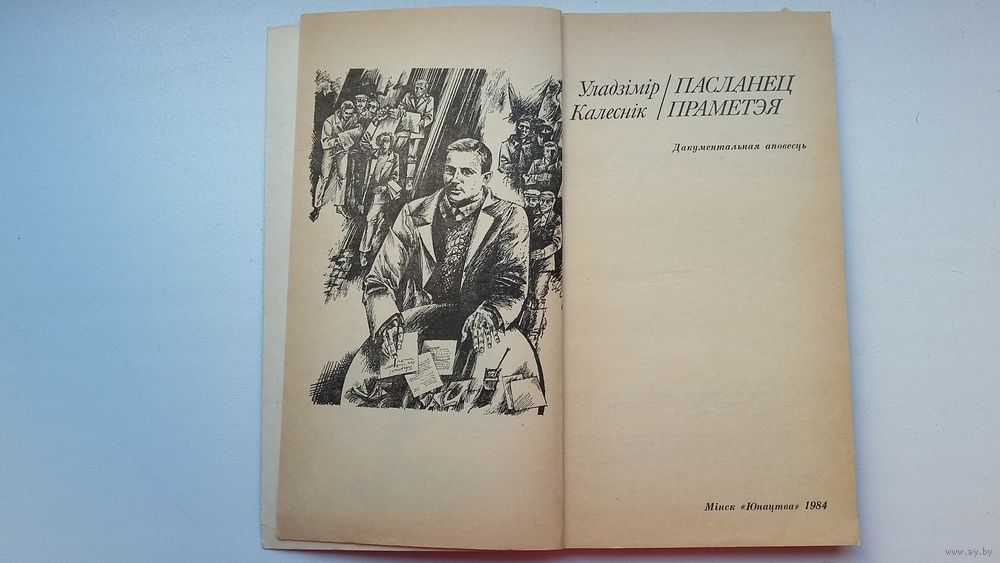 Уладзімір / ПАСЛАНЕЦ
Калеснік / ПРАМЕТЭЯ
Дакументальная аповесць
Мінск «Юнацтва» 1984
www.ay.by